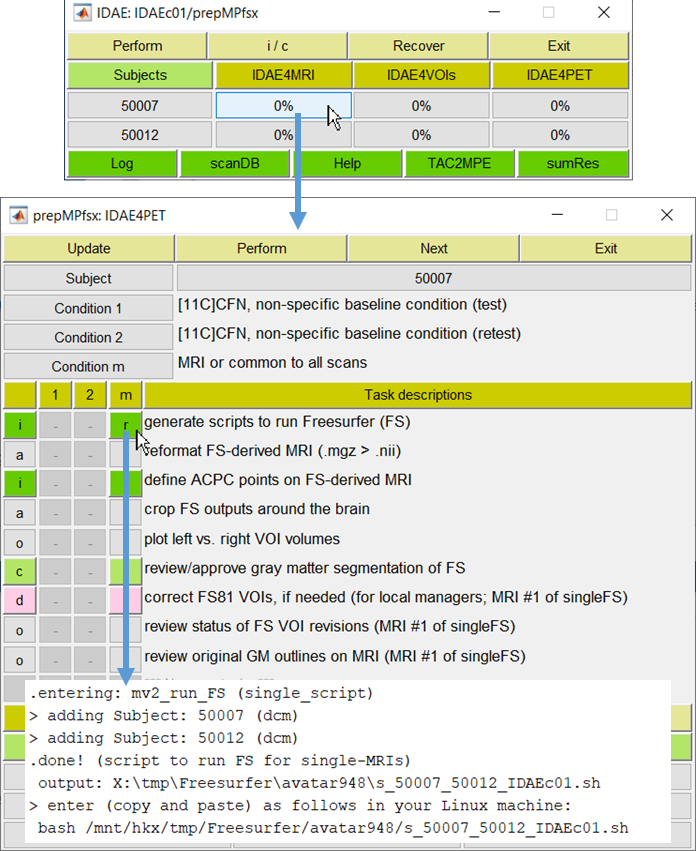 IDAE: IDAEc01/prepMPfsx
Perform i / c Recover Exit
Subjects IDAE4MRI IDAE4VOIs IDAE4PET
50007 0% 0% 0%
50012 0% 0% 0%
Log scanDB Help TAC2MPE sumRes
prepMPfsx: IDAE4PET
Update Perform Next Exit
Subject 50007
Condition 1 [11C]CFN, non-specific baseline condition (test)
Condition 2 [11C]CFN, non-specific baseline condition (retest)
Condition m MRI or common to all scans
1 2 m Task descriptions
i - - r generate scripts to run Freesurfer (FS)
a - - reformat FS-derived MRI (.mgz > .nii)
i - - define ACPC points on FS-derived MRI
a - - crop FS outputs around the brain
o - - plot left vs. right VOI volumes
c - - review/approve gray matter segmentation of FS
d - - correct FS81 VOIs, if needed (for local managers; MRI #1 of singleFS)
o - - review status of FS VOI revisions (MRI #1 of singleFS)
o - - review original GM outlines on MRI (MRI #1 of singleFS)
.entering: mv2_run_FS (single_script)
> adding Subject: 50007 (dcm)
> adding Subject: 50012 (dcm)
.done! (script to run FS for single-MRIs)
output: X:\tmp\Freesurfer\avatar948\s_50007_50012_IDAEc01.sh
> enter (copy and paste) as follows in your Linux machine:
bash /mnt/hkx/tmp/Freesurfer/avatar948/s_50007_50012_IDAEc01.sh